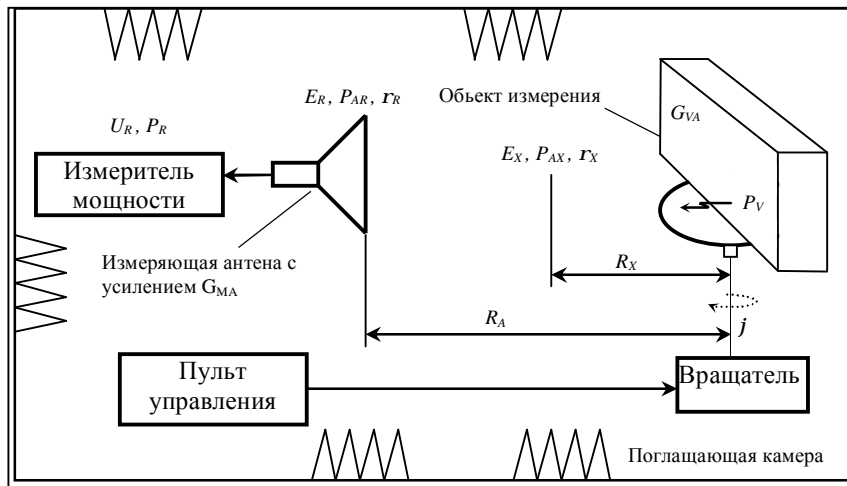 E_R, P_AR, r_R
Обьект измерения
G_VA
U_R, P_R
E_X, P_AX, r_X
Измеритель
мощности
P_V
Измеряющая антена с
усилением G_MA
R_X
R_A
j
Пульт
управления
Вращатель
Поглащающая камера